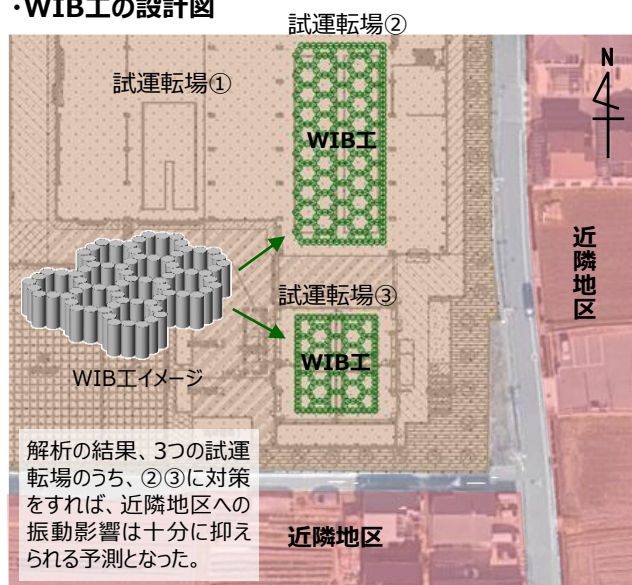 ・WIB工の設計図
試運転場②
試運転場①
N
WIB工
近隣地区
試運転場③
WIB工
WIB工イメージ
解析の結果、3つの試運
転場のうち、②③に対策
をすれば、近隣地区への
振動影響は十分に抑え
られる予測となった。
近隣地区